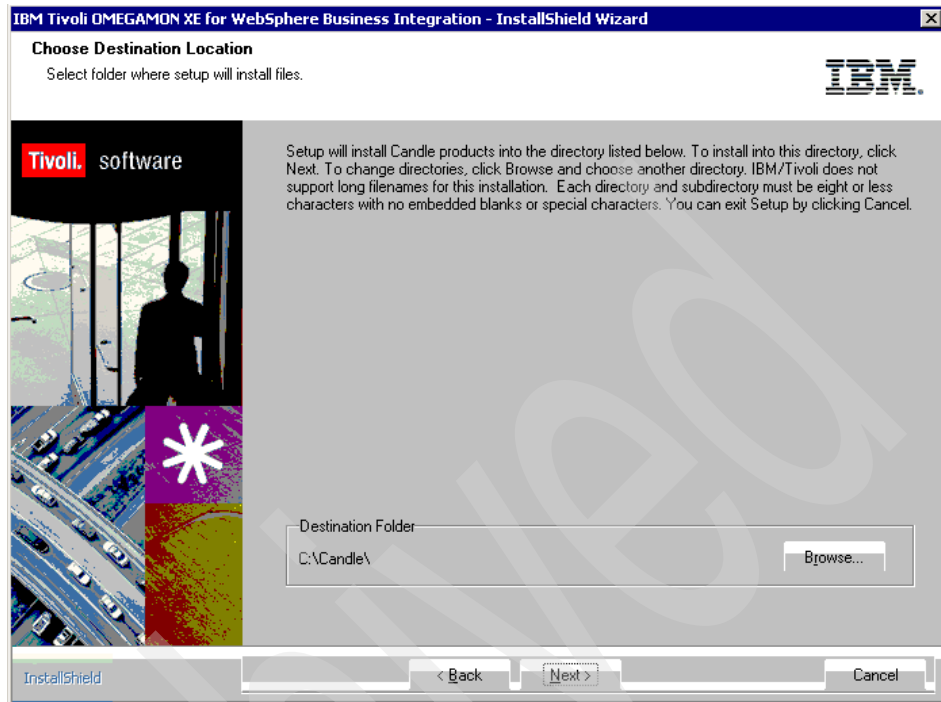 IBM Tivoli OMEGAMON XE for WebSphere Business Integration - InstallShield Wizard
Choose Destination Location
Select folder where setup will install files.
IBM.
Tivoli. software
Setup will install Candle products into the directory listed below. To install into this directory, click
Next. To change directories, click Browse and choose another directory. IBM/Tivoli does not
support long filenames for this installation. Each directory and subdirectory must be eight or less
characters with no embedded blanks or special characters. You can exit Setup by clicking Cancel.
Destination Folder
C:\Candle\
Browse...
InstallShield
< Back
Next >
Cancel